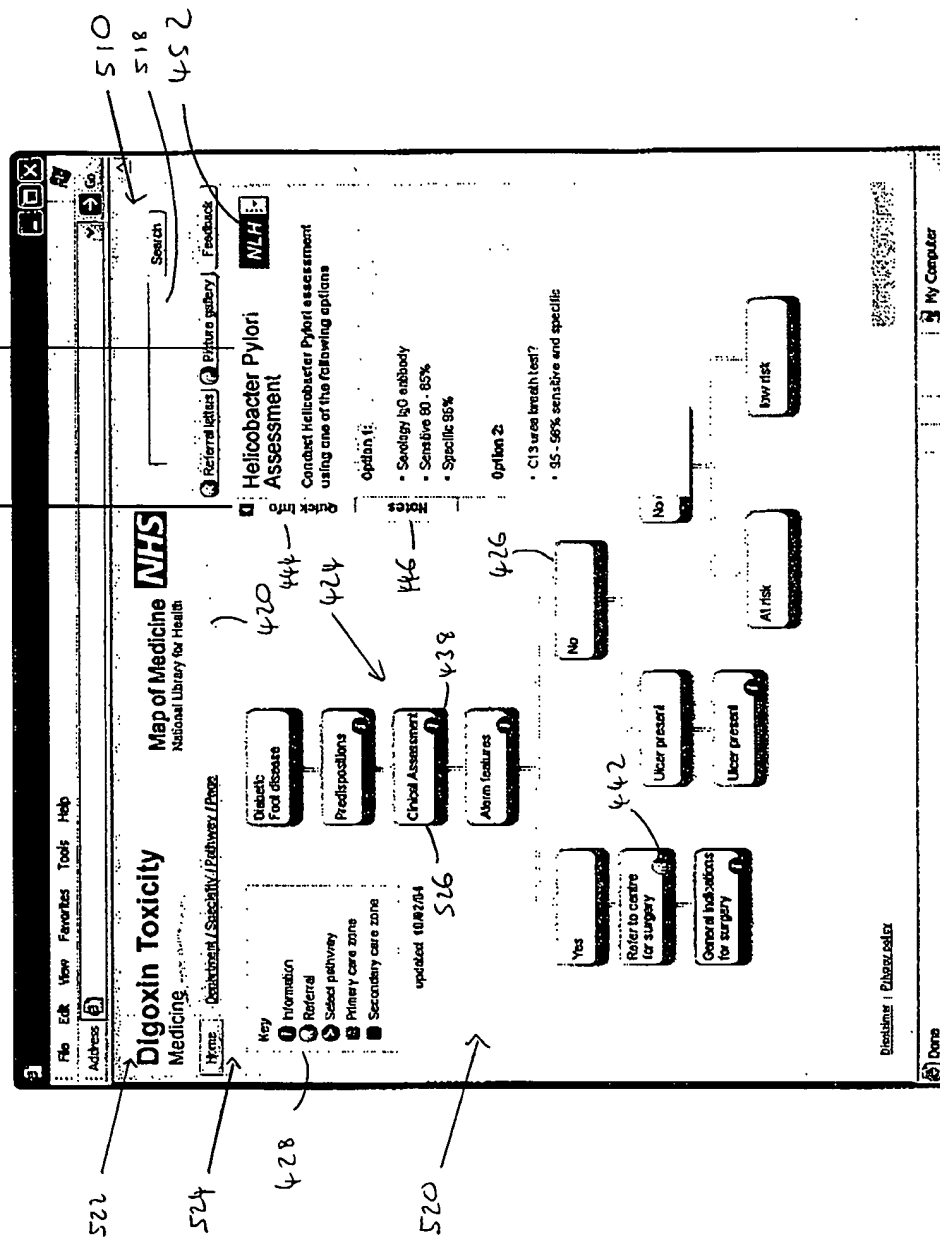 File Edit View Favorites Tools Help
Address
Go
Digoxin Toxicity
Medicine
Map of Medicine
National Library for Health
NHS
Search
Home
Department / Speciality / Pathway / Page
Referral letters
Picture gallery
Feedback
Key
Information
Referral
Select pathway
Primary care zone
Secondary care zone
updated
Diabetic
Foot disease
Predispositions
Clinical Assessment
Alarm features
Yes
Refer to centre
for surgery
General indications
for surgery
No
Ulcer present
Ulcer present
No
At risk
low risk
Quick info
Notes
Helicobacter Pylori
Assessment
NLH
Conduct Helicobacter Pylori assessment
using one of the following options
Option 1:
• Serology IgG antibody
• Sensitive 80 - 85%
• Specific 95%
Option 2:
• C13 urea breath test?
• 95 - 96% sensitive and specific
Disclaimer | Privacy policy
Done
My Computer
522
524
428
520
526
438
442
420
444
424
446
426
510
518
452